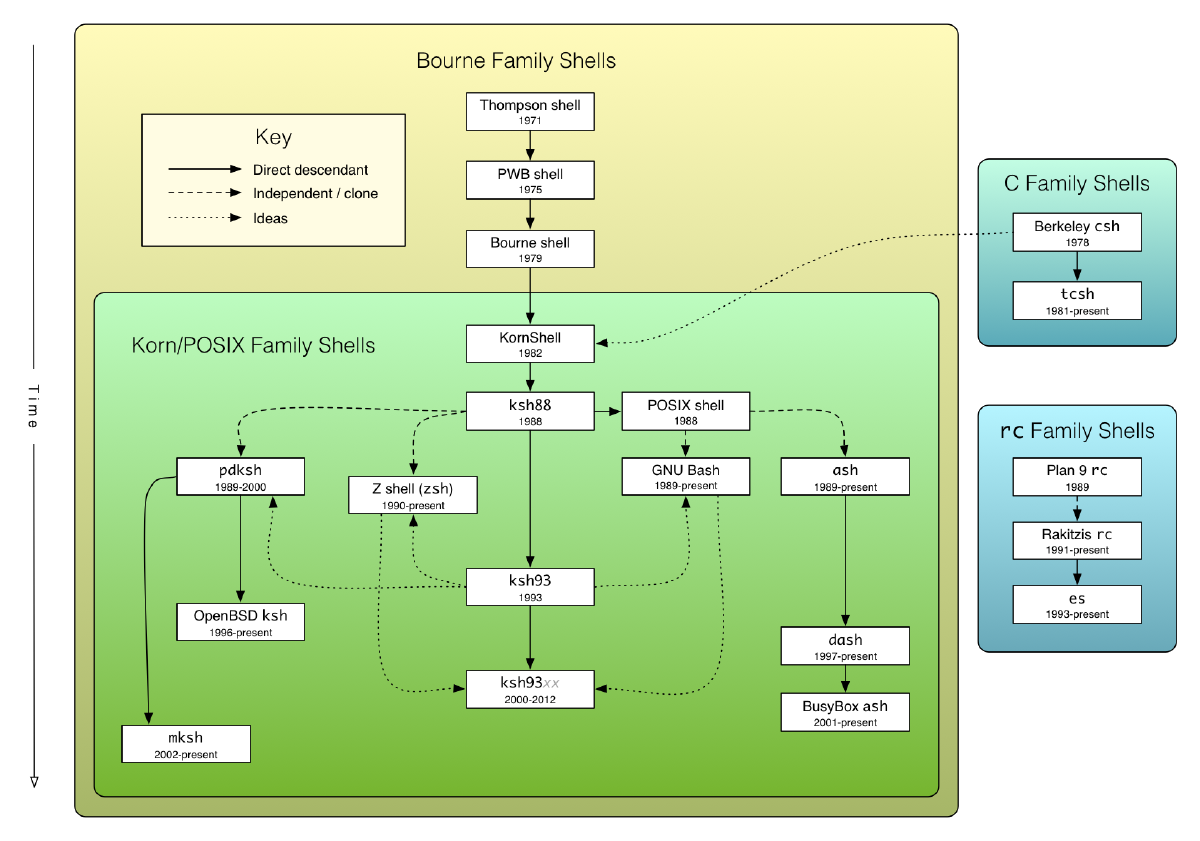 Bourne Family Shells
Thompson shell
1971
Key
Direct descendant
Independent / clone
Ideas
PWB shell
1975
Bourne shell
1979
C Family Shells
Berkeley csh
1978
tcsh
1981-present
Time
Korn/POSIX Family Shells
KornShell
1982
ksh88
1988
POSIX shell
1988
pdksh
1989-2000
Z shell (zsh)
1990-present
GNU Bash
1989-present
ash
1989-present
ksh93
1993
OpenBSD ksh
1996-present
dash
1997-present
ksh93xx
2000-2012
BusyBox ash
2001-present
mksh
2002-present
rc Family Shells
Plan 9 rc
1989
Rakitzis rc
1991-present
es
1993-present